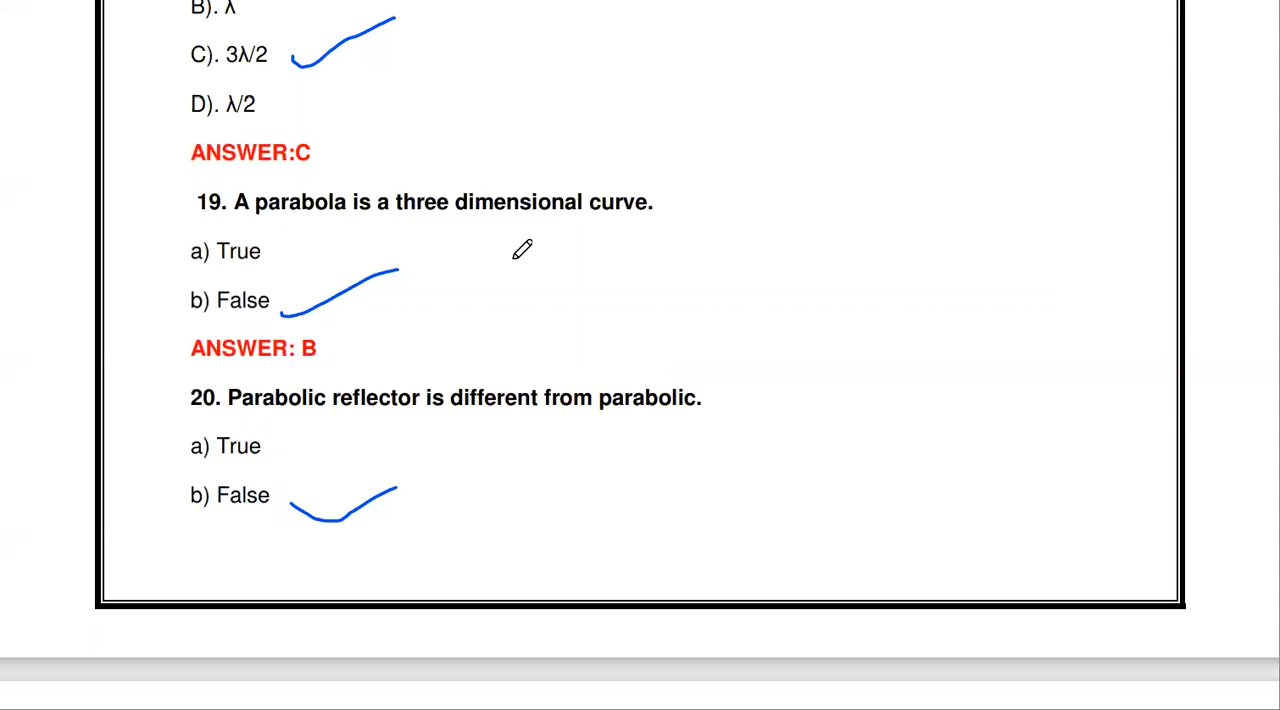 B). λ
C). 3λ/2
D). λ/2
ANSWER:C
19. A parabola is a three dimensional curve.
a) True
b) False
ANSWER: B
20. Parabolic reflector is different from parabolic.
a) True
b) False